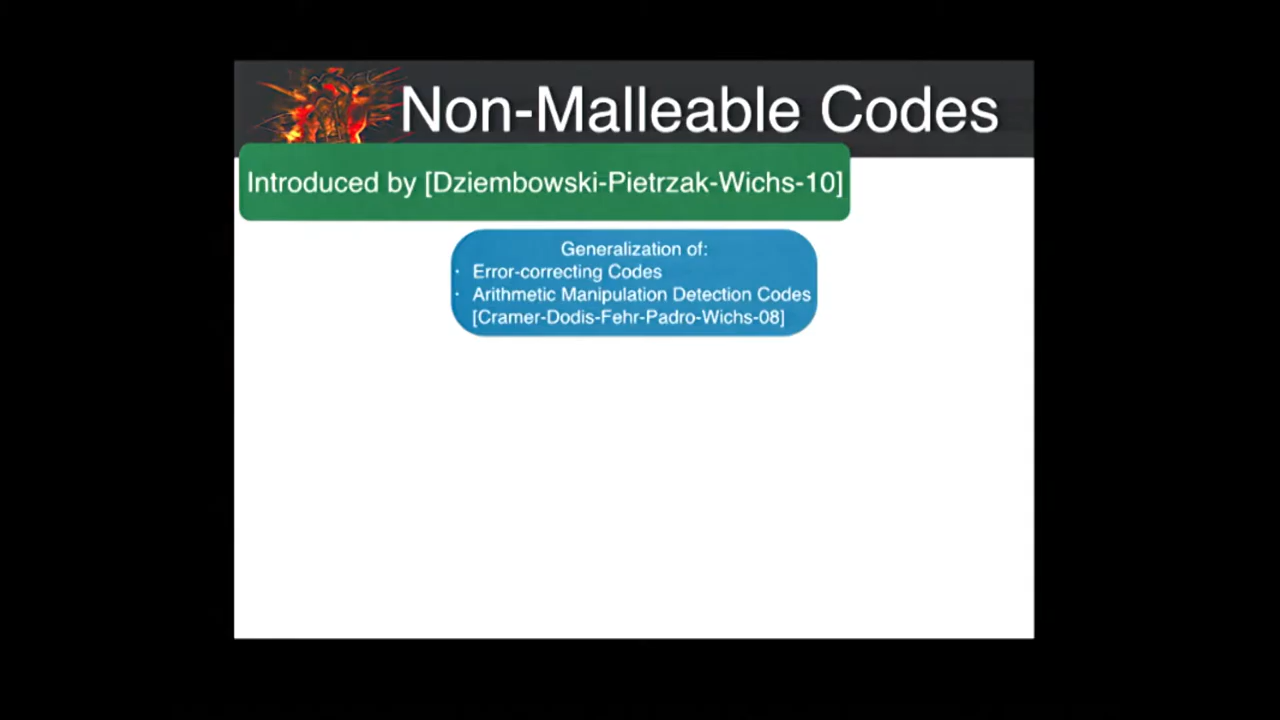 Non-Malleable Codes
Introduced by [Dziembowski-Pietrzak-Wichs-10]
Generalization of:
· Error-correcting Codes
· Arithmetic Manipulation Detection Codes
[Cramer-Dodis-Fehr-Padro-Wichs-08]